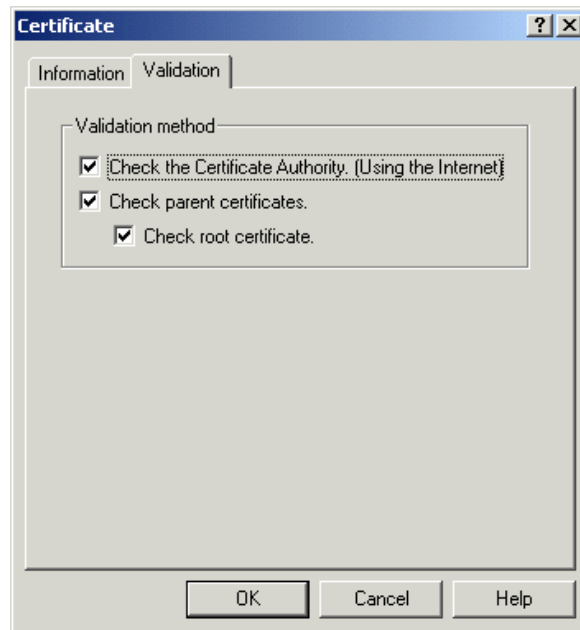 Certificate
Information Validation
Validation method
Check the Certificate Authority. (Using the Internet)
Check parent certificates.
Check root certificate.
OK Cancel Help